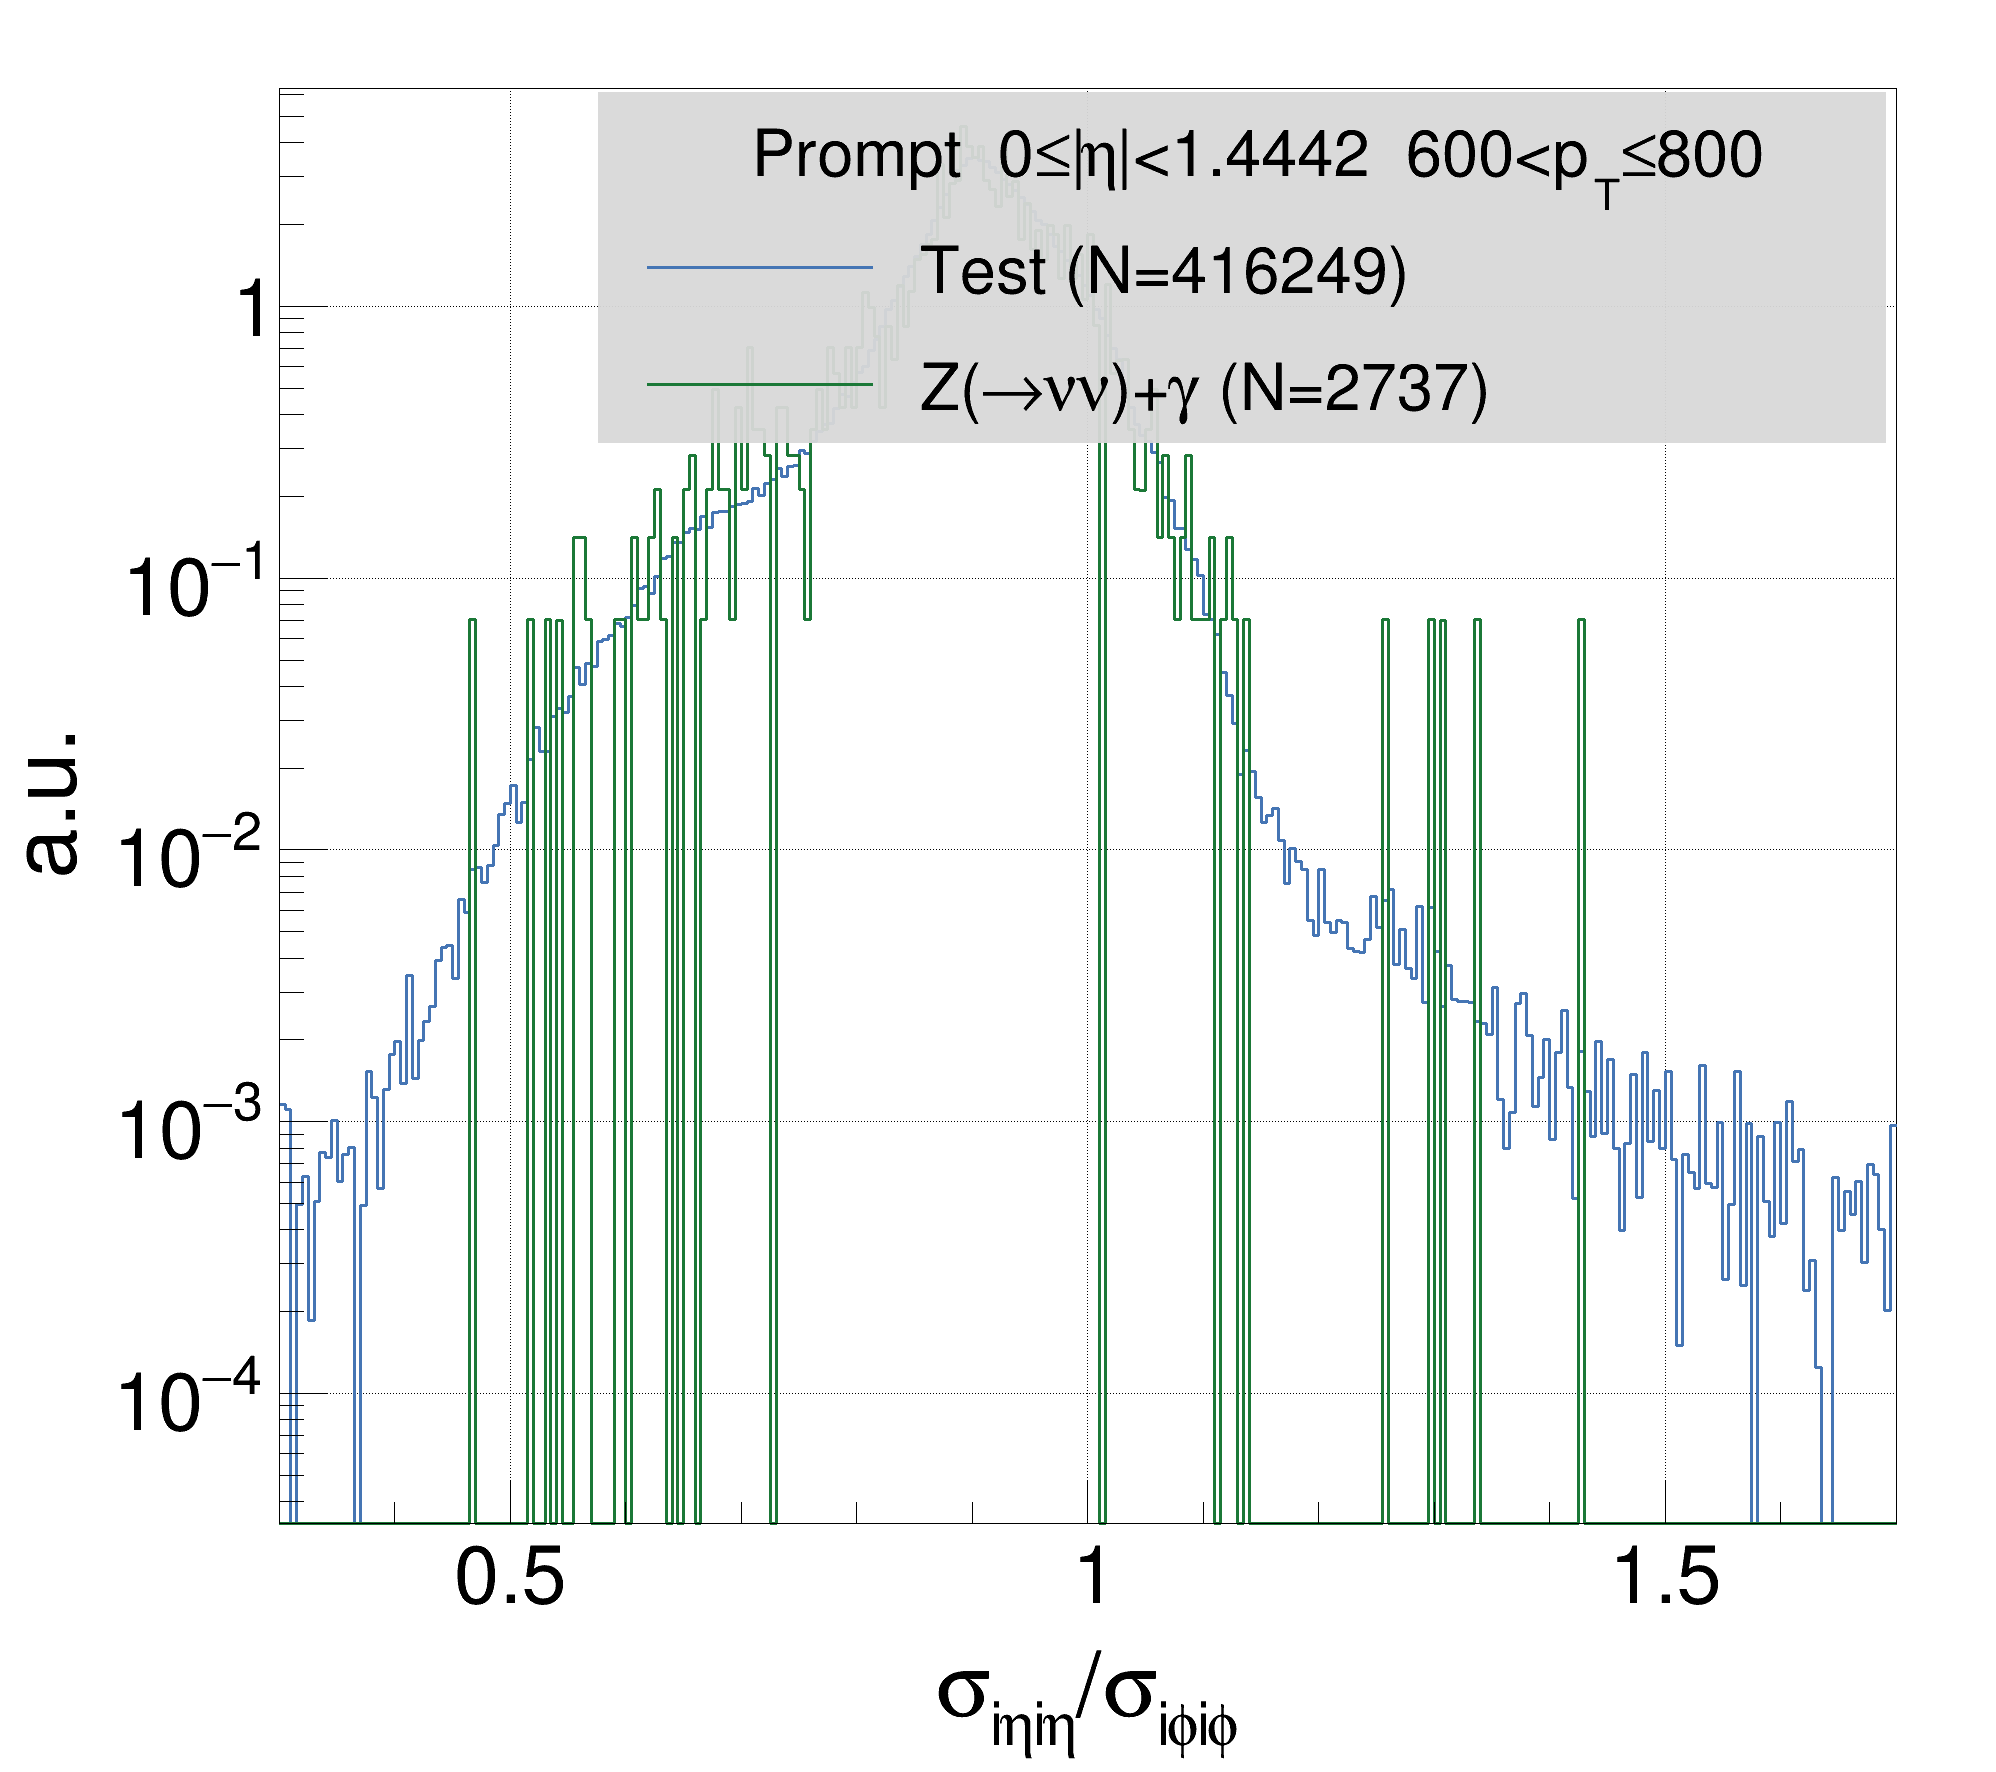 Prompt 0≤|η|<1.4442 600<p_T≤800
Test (N=416249)
Z(→νν)+γ (N=2737)
1
10⁻¹
10⁻²
10⁻³
10⁻⁴
a.u.
0.5 1 1.5
σ_iηiη/σ_iφiφ